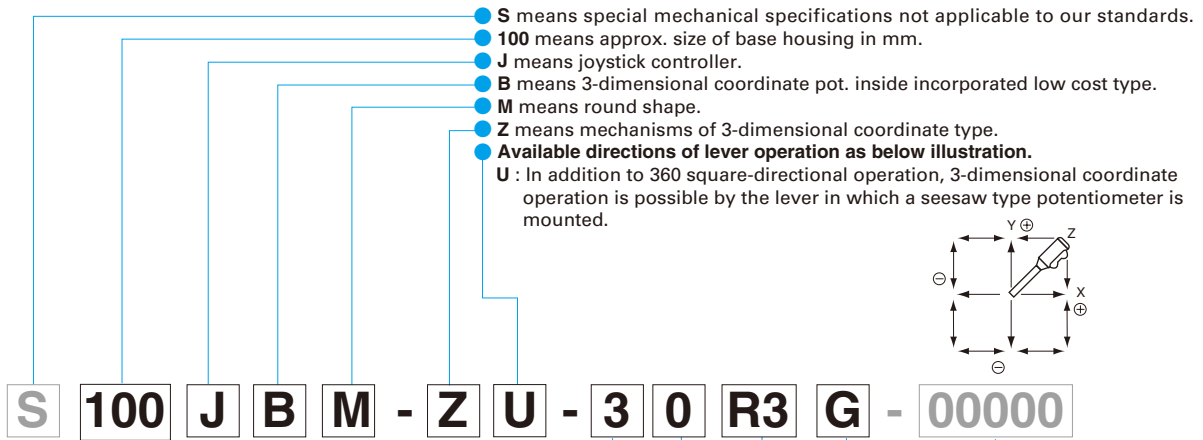 S means special mechanical specifications not applicable to our standards.
100 means approx. size of base housing in mm.
J means joystick controller.
B means 3-dimensional coordinate pot. inside incorporated low cost type.
M means round shape.
Z means mechanisms of 3-dimensional coordinate type.
Available directions of lever operation as below illustration.
U : In addition to 360 square-directional operation, 3-dimensional coordinate
operation is possible by the lever in which a seesaw type potentiometer is
mounted.
Y ⊕ Z
⊖
X
⊕
⊖
S 100 J B M - Z U - 3 0 R3 G - 00000